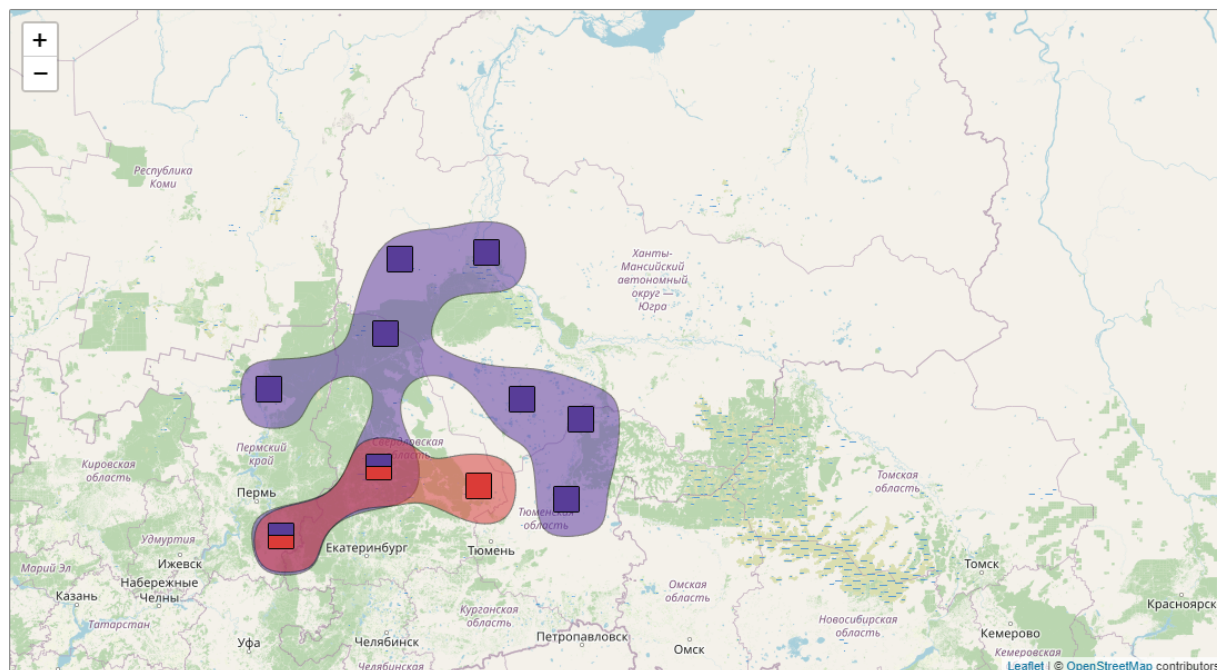 +
−
Республика
Коми
Ханты-
Мансийский
автономный
округ —
Югра
Свердловская
область
Пермский
край
Кировская
область
Томская
область
Пермь
Тюменская
область
Удмуртия
Екатеринбург
Тюмень
Ижевск
Марий Эл
Набережные
Челны
Казань
Татарстан
Омская
область
Томск
Красноярск
Курганская
область
Новосибирская
область
Уфа
Челябинск
Петропавловск
Омск
Кемерово
Кемеровская
Челябинская
Leaflet | © OpenStreetMap contributors